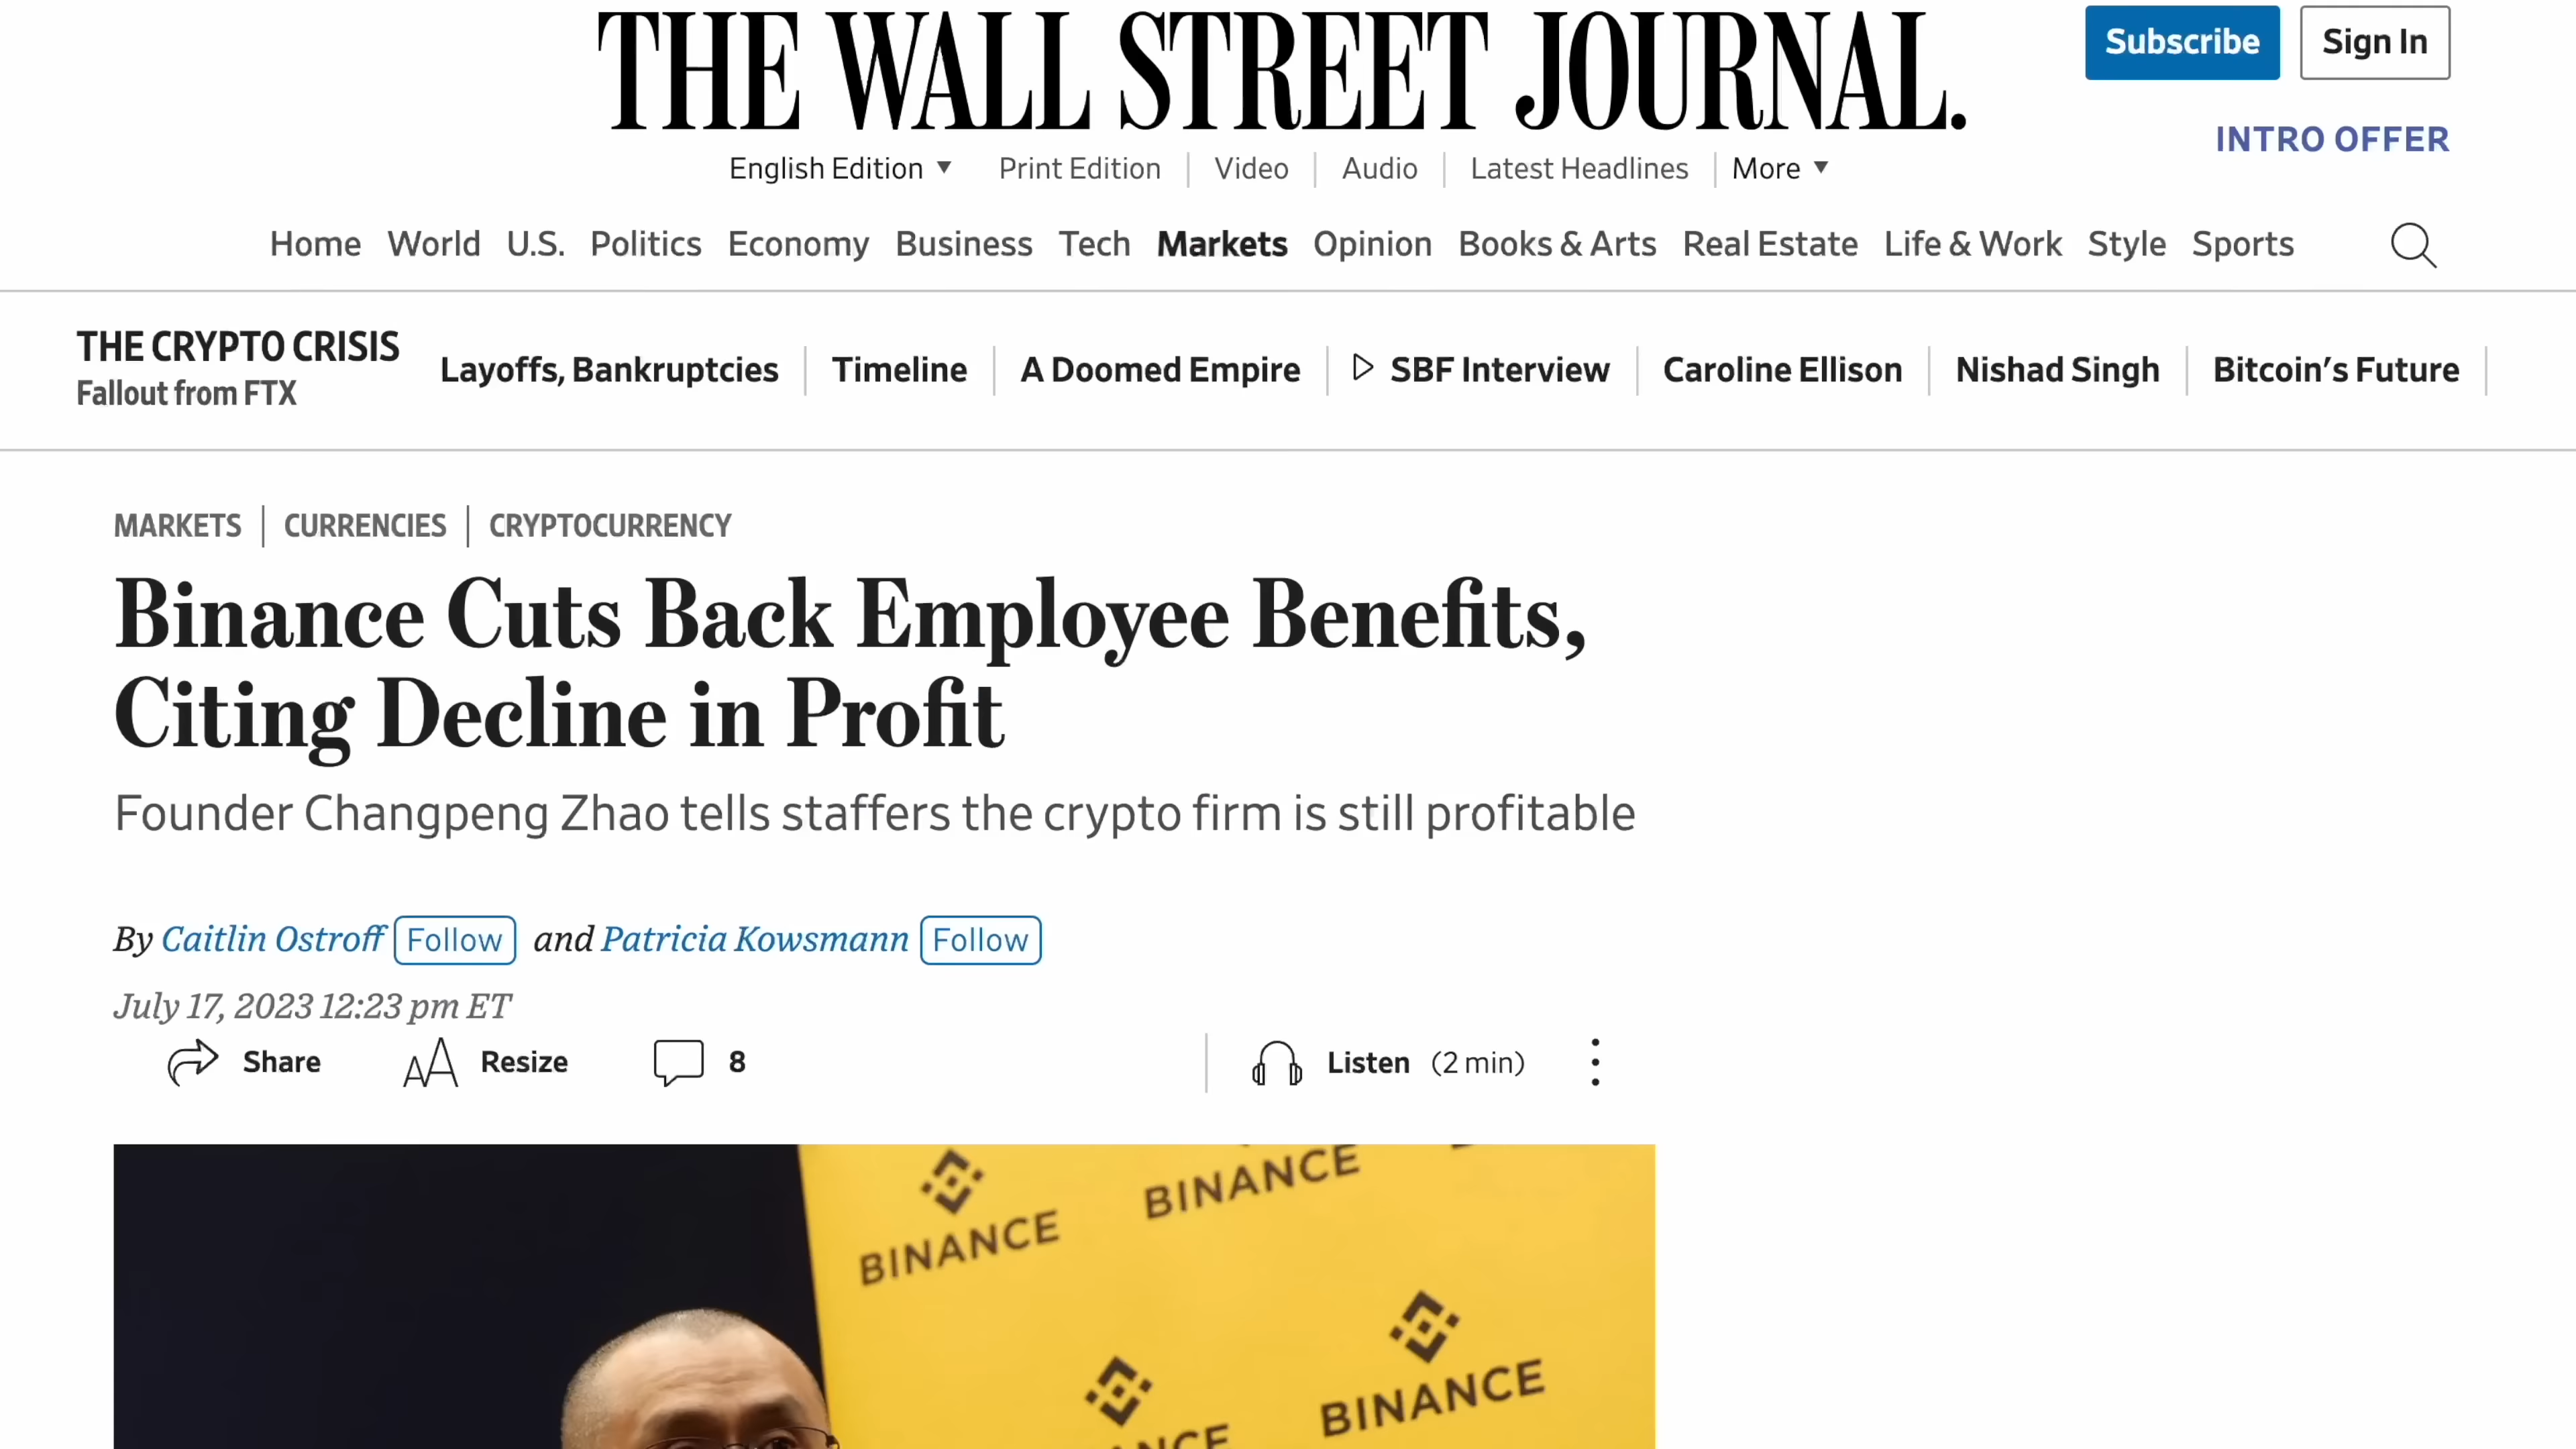 THE WALL STREET JOURNAL.
Subscribe
Sign In
INTRO OFFER
English Edition
Print Edition
Video
Audio
Latest Headlines
More
Home World U.S. Politics Economy Business Tech Markets Opinion Books & Arts Real Estate Life & Work Style Sports
THE CRYPTO CRISIS
Fallout from FTX
Layoffs, Bankruptcies
Timeline
A Doomed Empire
SBF Interview
Caroline Ellison
Nishad Singh
Bitcoin’s Future
MARKETS
CURRENCIES
CRYPTOCURRENCY
Binance Cuts Back Employee Benefits,
Citing Decline in Profit
Founder Changpeng Zhao tells staffers the crypto firm is still profitable
By Caitlin Ostroff Follow and Patricia Kowsmann Follow
July 17, 2023 12:23 pm ET
Share
AA Resize
8
Listen (2 min)
BINANCE
BINANCE
BINANCE